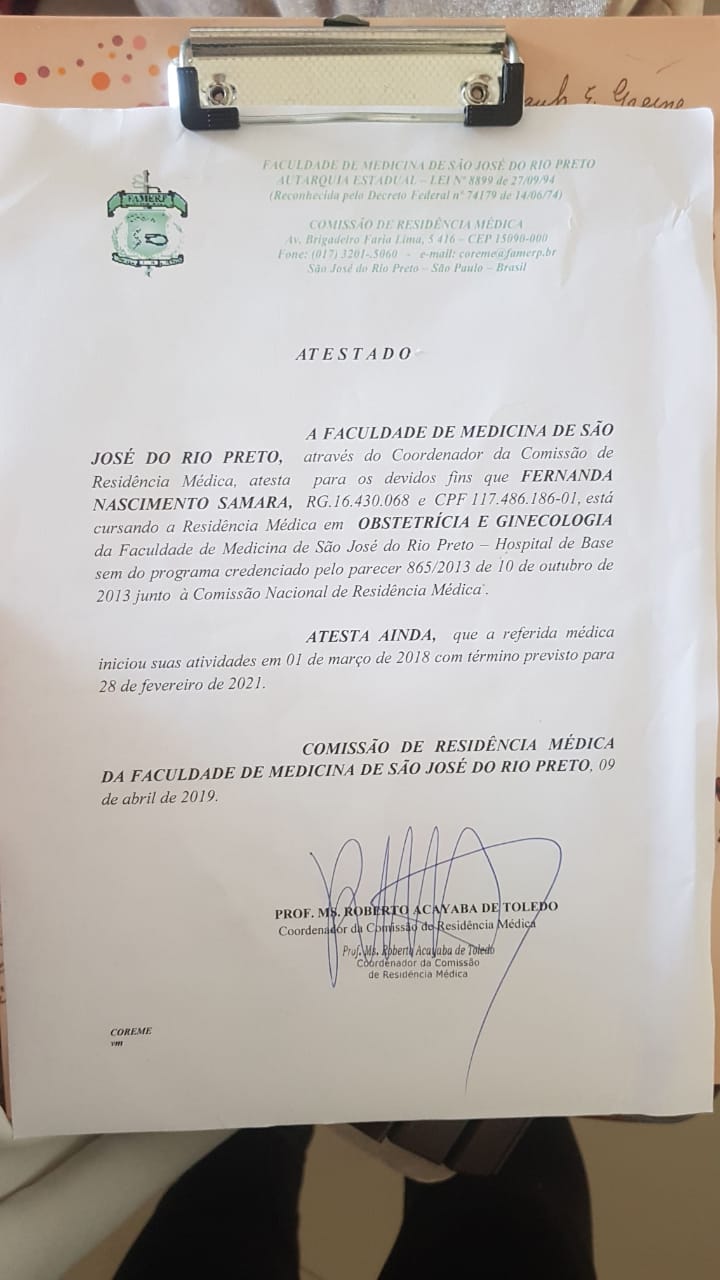 FACULDADE DE MEDICINA DE SÃO JOSÉ DO RIO PRETO
AUTARQUIA ESTADUAL – LEI Nº 8899 de 27/09/94
(Reconhecida pelo Decreto Federal nº 74179 de 14/06/74)
FAMERP
COMISSÃO DE RESIDÊNCIA MÉDICA
Av. Brigadeiro Faria Lima, 5 416 – CEP 15090-000
Fone: (017) 3201-.5060 - e-mail: coreme@famerp.br
São José do Rio Preto – São Paulo – Brasil
ATESTADO
A FACULDADE DE MEDICINA DE SÃO
JOSÉ DO RIO PRETO, através do Coordenador da Comissão de
Residência Médica, atesta para os devidos fins que FERNANDA
NASCIMENTO SAMARA, RG.16.430.068 e CPF 117.486.186-01, está
cursando a Residência Médica em OBSTETRÍCIA E GINECOLOGIA
da Faculdade de Medicina de São José do Rio Preto – Hospital de Base
sem do programa credenciado pelo parecer 865/2013 de 10 de outubro de
2013 junto à Comissão Nacional de Residência Médica.
ATESTA AINDA, que a referida médica
iniciou suas atividades em 01 de março de 2018 com término previsto para
28 de fevereiro de 2021.
COMISSÃO DE RESIDÊNCIA MÉDICA
DA FACULDADE DE MEDICINA DE SÃO JOSÉ DO RIO PRETO, 09
de abril de 2019.
PROF. MS. ROBERTO ACAYABA DE TOLEDO
Coordenador da Comissão de Residência Médica
Prof. Ms. Roberto Acayaba de Toledo
Coordenador da Comissão
de Residência Médica
COREME
vm